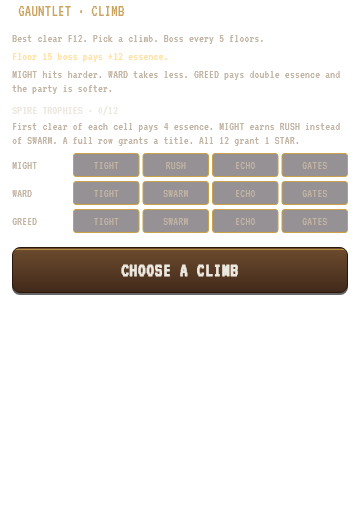 GAUNTLET · CLIMB
Best clear F12. Pick a climb. Boss every 5 floors.
Floor 15 boss pays +12 essence.
MIGHT hits harder. WARD takes less. GREED pays double essence and
the party is softer.
SPIRE TROPHIES · 0/12
First clear of each cell pays 4 essence. MIGHT earns RUSH instead
of SWARM. A full row grants a title. All 12 grant 1 STAR.
MIGHT TIGHT RUSH ECHO GATES
WARD TIGHT SWARM ECHO GATES
GREED TIGHT SWARM ECHO GATES
CHOOSE A CLIMB